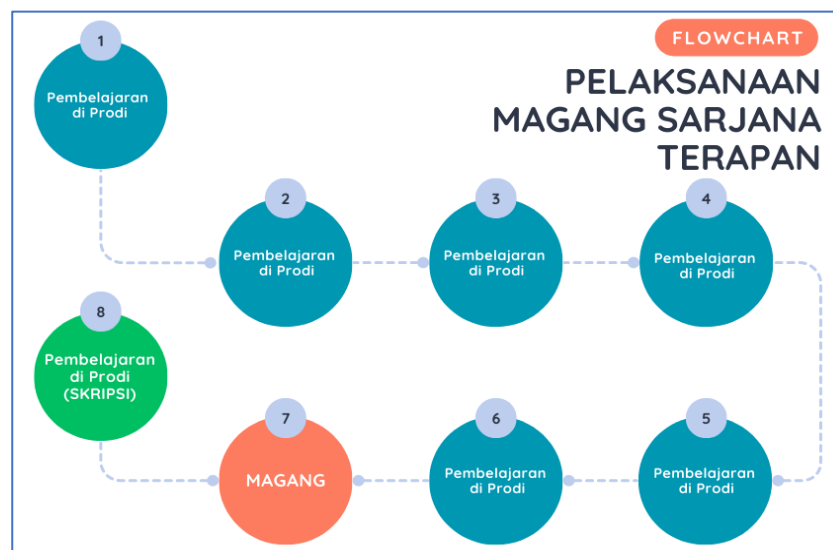 FLOWCHART
PELAKSANAAN
MAGANG SARJANA
TERAPAN
1
Pembelajaran
di Prodi
2
Pembelajaran
di Prodi
3
Pembelajaran
di Prodi
4
Pembelajaran
di Prodi
5
Pembelajaran
di Prodi
6
Pembelajaran
di Prodi
7
MAGANG
8
Pembelajaran
di Prodi
(SKRIPSI)